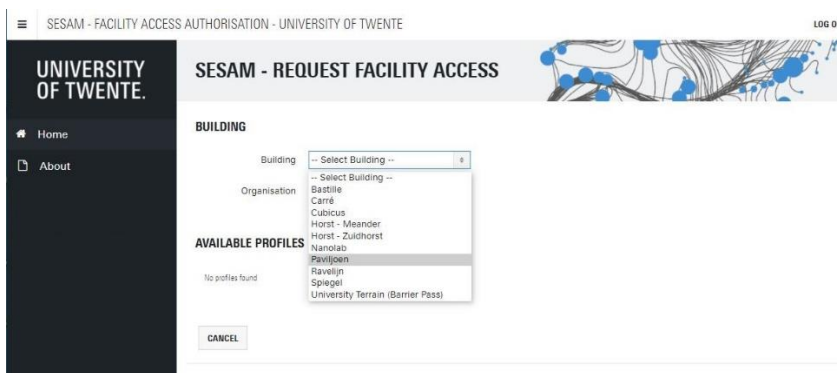 SESAM - FACILITY ACCESS AUTHORISATION - UNIVERSITY OF TWENTE
LOG O
UNIVERSITY
OF TWENTE.
SESAM - REQUEST FACILITY ACCESS
Home
About
BUILDING
Building
-- Select Building --
Organisation
-- Select Building --
Bastille
Carré
Cubicus
Horst - Meander
Horst - Zuidhorst
Nanolab
Paviljoen
Ravelijn
Spiegel
University Terrain (Barrier Pass)
AVAILABLE PROFILES
No profiles found
CANCEL